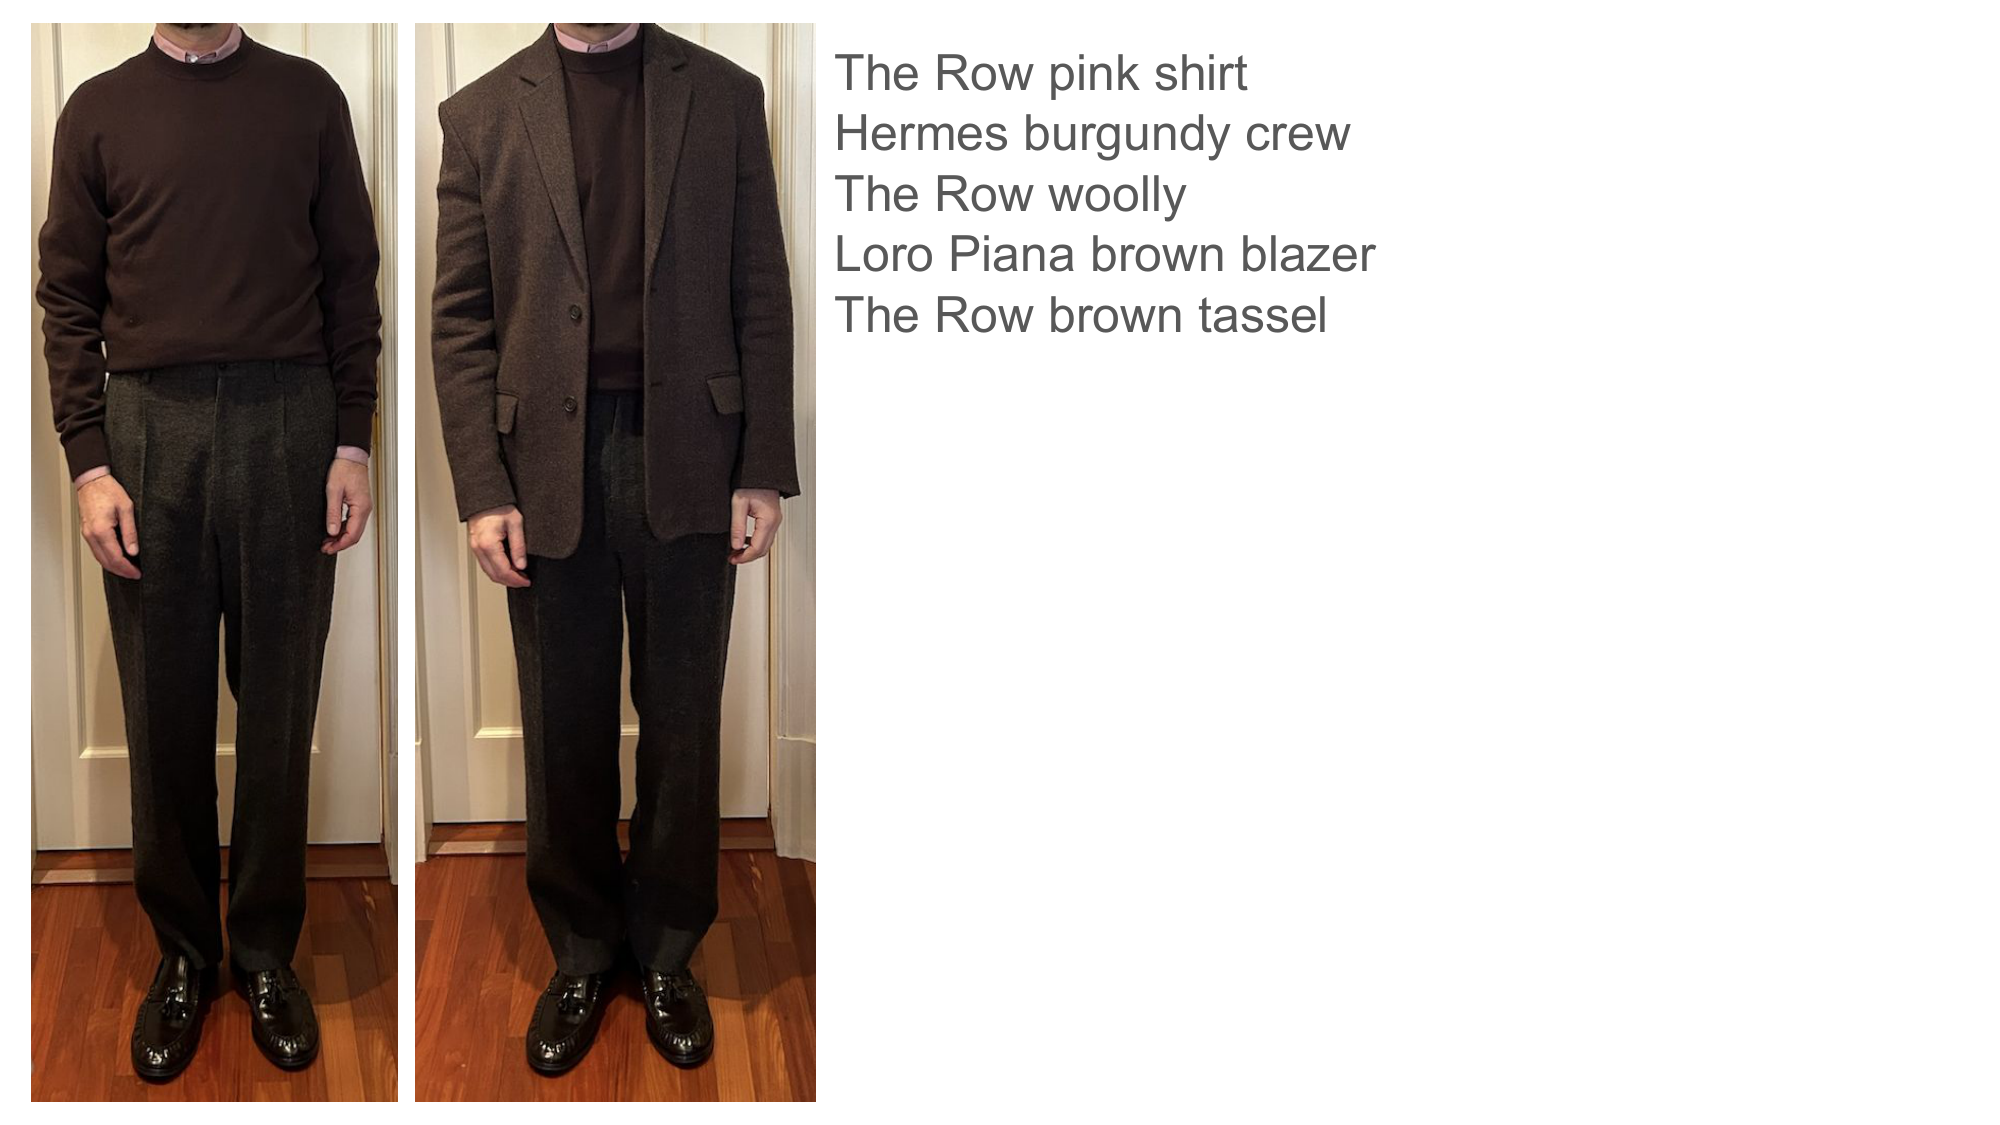 The Row pink shirt
Hermes burgundy crew
The Row woolly
Loro Piana brown blazer
The Row brown tassel